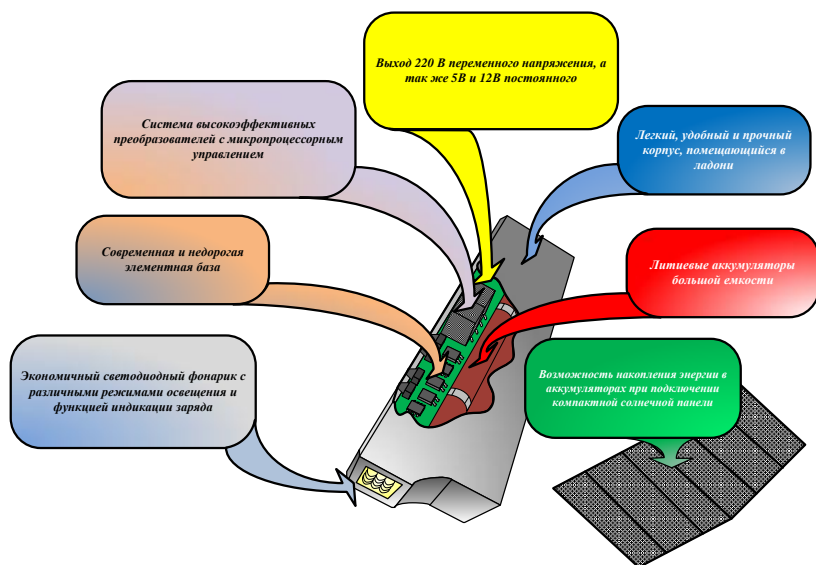 Выход 220 В переменного напряжения, а
так же 5В и 12В постоянного
Система высокоэффективных
преобразователей с микропроцессорным
управлением
Легкий, удобный и прочный
корпус, помещающийся в
ладони
Современная и недорогая
элементная база
Литиевые аккумуляторы
большой емкости
Экономичный светодиодный фонарик с
различными режимами освещения и
функцией индикации заряда
Возможность накопления энергии в
аккумуляторах при подключении
компактной солнечной панели